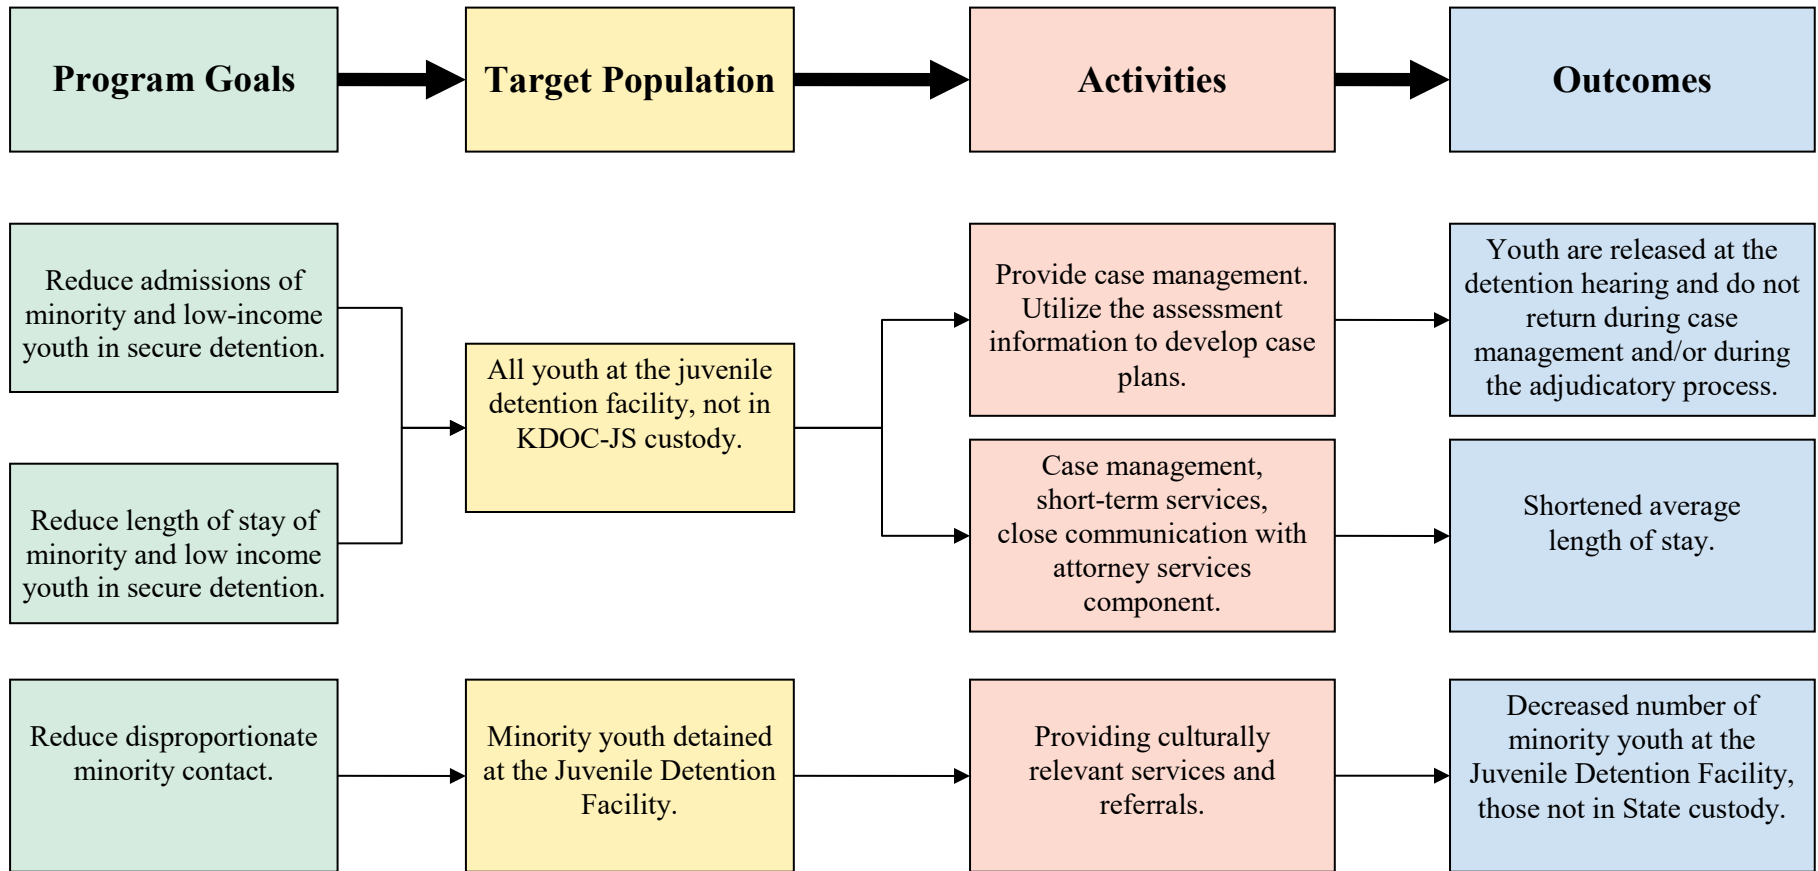 Program Goals
Target Population
Activities
Outcomes
Reduce admissions of
minority and low-income
youth in secure detention.
Reduce length of stay of
minority and low income
youth in secure detention.
All youth at the juvenile
detention facility, not in
KDOC-JS custody.
Provide case management.
Utilize the assessment
information to develop case
plans.
Youth are released at the
detention hearing and do not
return during case
management and/or during
the adjudicatory process.
Case management,
short-term services,
close communication with
attorney services
component.
Shortened average
length of stay.
Reduce disproportionate
minority contact.
Minority youth detained
at the Juvenile Detention
Facility.
Providing culturally
relevant services and
referrals.
Decreased number of
minority youth at the
Juvenile Detention Facility,
those not in State custody.